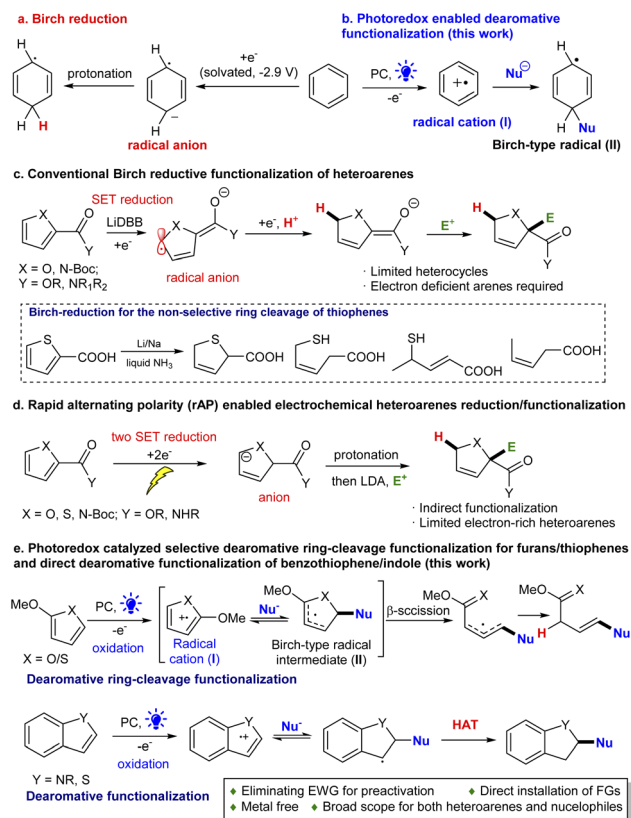 a. Birch reduction
b. Photoredox enabled dearomative
functionalization (this work)
H
protonation
H
H
H
H
radical anion
+e⁻
(solvated, -2.9 V)
PC,
-e⁻
radical cation (I)
Nu⊖
H
H Nu
Birch-type radical (II)
c. Conventional Birch reductive functionalization of heteroarenes
X
O
Y
X = O, N-Boc;
Y = OR, NR₁R₂
SET reduction
LiDBB
+e⁻
X
O⊖
Y
radical anion
+e⁻, H⁺
H
X
O⊖
Y
E⁺
H
X
E
O
Y
· Limited heterocycles
· Electron deficient arenes required
Birch-reduction for the non-selective ring cleavage of thiophenes
S
COOH
Li/Na
liquid NH₃
S
COOH
SH
COOH
SH
COOH
COOH
d. Rapid alternating polarity (rAP) enabled electrochemical heteroarenes reduction/functionalization
X
O
Y
two SET reduction
+2e⁻
X
⊖
O
Y
anion
protonation
then LDA, E⁺
H
X
E
O
Y
X = O, S, N-Boc; Y = OR, NHR
· Indirect functionalization
· Limited electron-rich heteroarenes
e. Photoredox catalyzed selective dearomative ring-cleavage functionalization for furans/thiophenes
and direct dearomative functionalization of benzothiophene/indole (this work)
MeO
X
X = O/S
PC,
-e⁻
oxidation
X
OMe
Radical
cation (I)
Nu⁻
MeO
X
Nu
Birch-type radical
intermediate (II)
β-sccission
MeO
X
Nu
MeO
X
H
Nu
Dearomative ring-cleavage functionalization
Y
Y = NR, S
PC,
-e⁻
oxidation
Y
Nu⁻
Y
Nu
HAT
Y
Nu
Dearomative functionalization
♦ Eliminating EWG for preactivation ♦ Direct installation of FGs
♦ Metal free ♦ Broad scope for both heteroarenes and nucelophiles